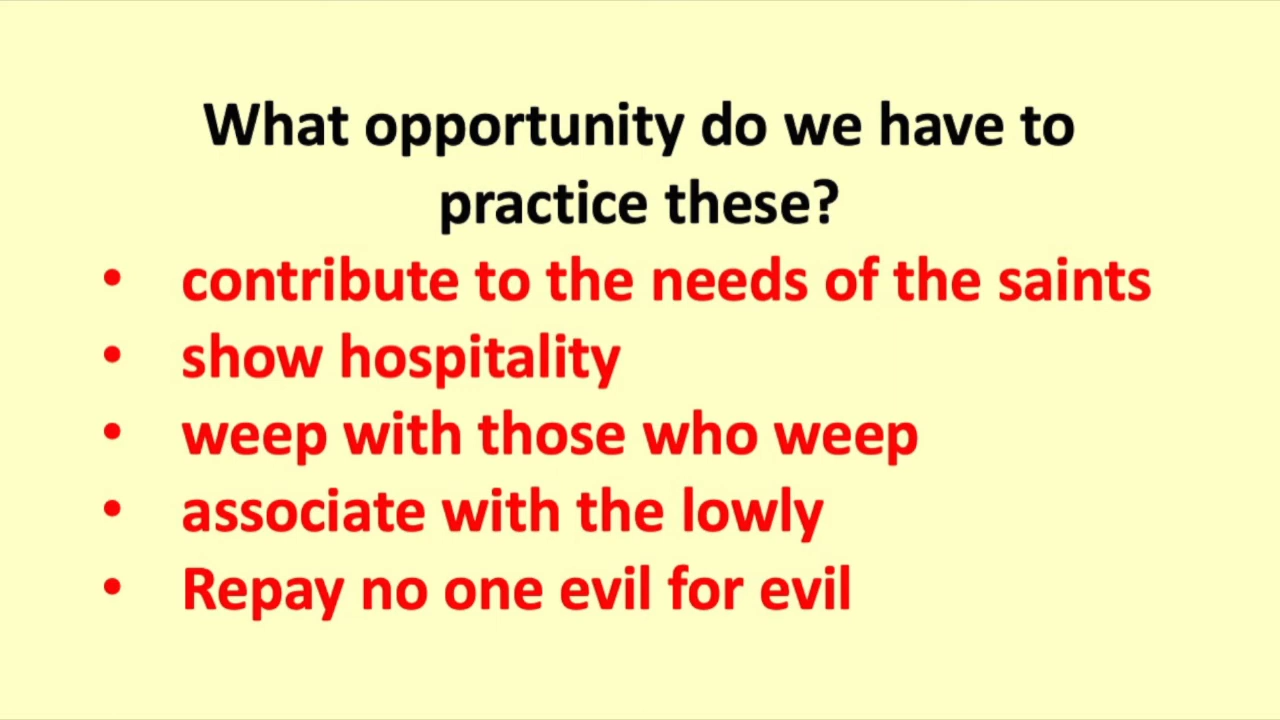 What opportunity do we have to
practice these?
• contribute to the needs of the saints
• show hospitality
• weep with those who weep
• associate with the lowly
• Repay no one evil for evil